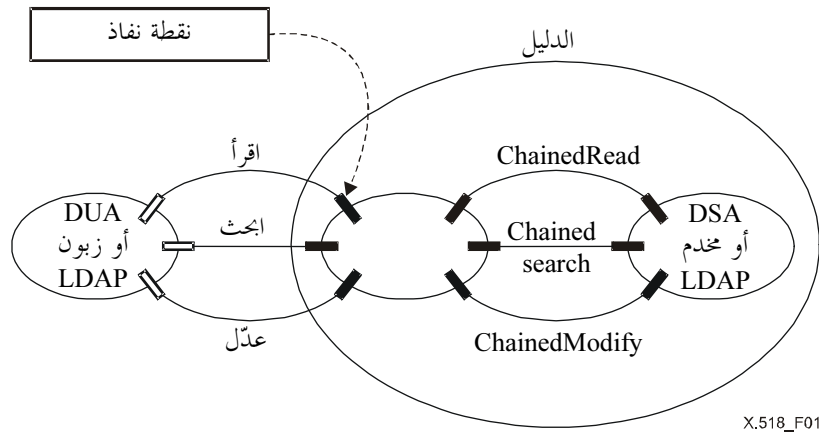 نقطة نفاذ
الدليل
اقرأ
ChainedRead
DUA
أو زبون
LDAP
ابحث
Chained
search
DSA
أو مخدم
LDAP
عدّل
ChainedModify
X.518_F01